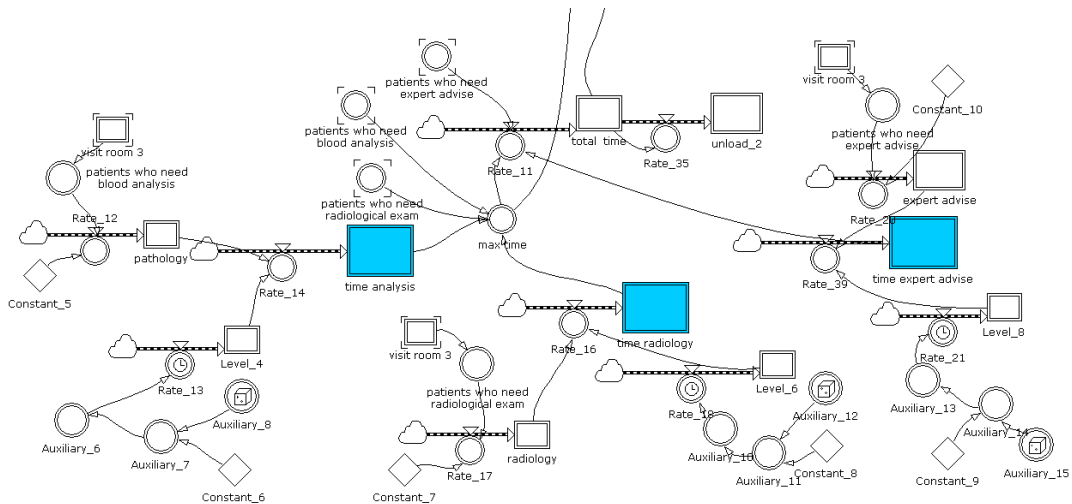 patients who need
expert advise
visit room 3
Constant_10
patients who need
blood analysis
total time
unload_2
visit room 3
patients who need
expert advise
Rate_35
Rate_11
patients who need
blood analysis
patients who need
radiological exam
expert advise
Rate_12
Rate_20
max time
pathology
Rate_14
time analysis
Rate_39
time expert advise
Constant_5
time radiology
Level_8
visit room 3
Rate_16
Rate_21
Level_4
Rate_13
patients who need
radiological exam
Level_6
Rate_18
Auxiliary_12
Auxiliary_13
Auxiliary_8
Auxiliary_6
Auxiliary_14
Auxiliary_10
Auxiliary_7
radiology
Rate_17
Auxiliary_11
Constant_8
Constant_9
Auxiliary_15
Constant_6
Constant_7